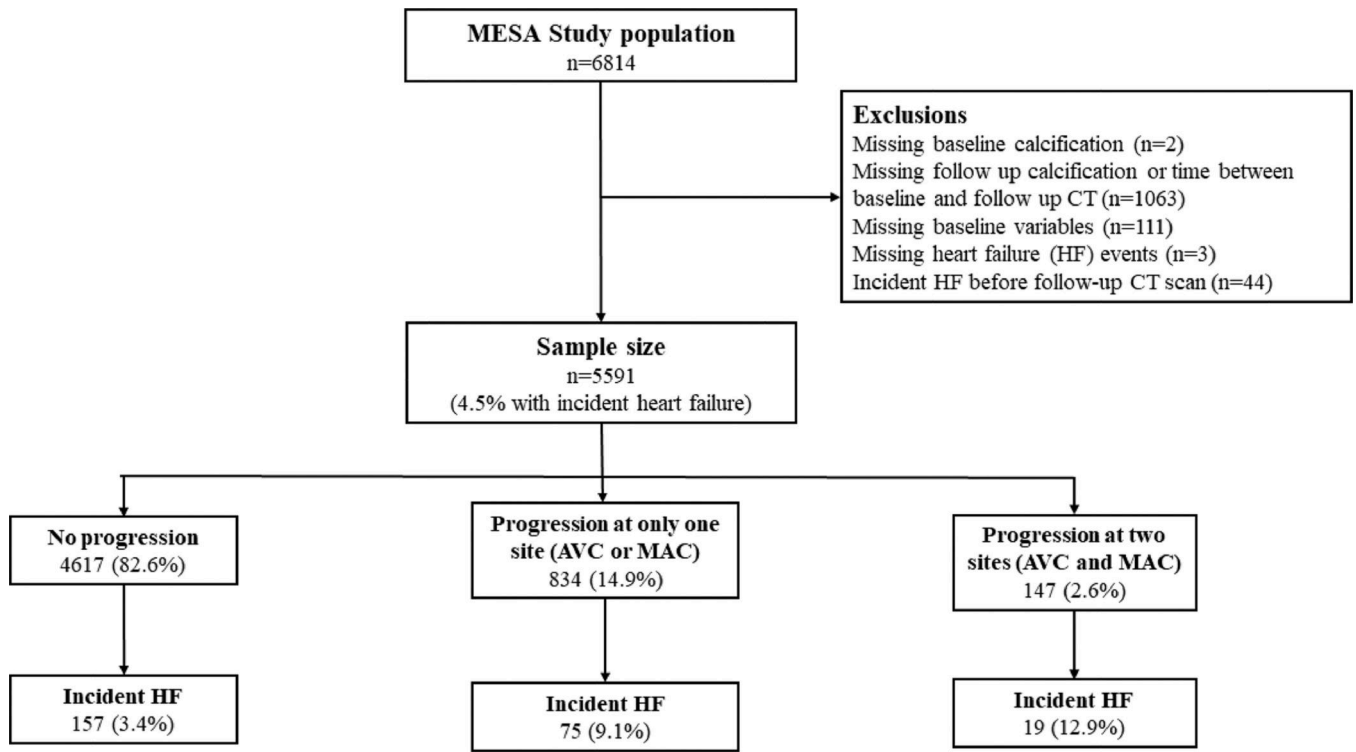 MESA Study population
n=6814
Exclusions
Missing baseline calcification (n=2)
Missing follow up calcification or time between
baseline and follow up CT (n=1063)
Missing baseline variables (n=111)
Missing heart failure (HF) events (n=3)
Incident HF before follow-up CT scan (n=44)
Sample size
n=5591
(4.5% with incident heart failure)
No progression
4617 (82.6%)
Progression at only one
site (AVC or MAC)
834 (14.9%)
Progression at two
sites (AVC and MAC)
147 (2.6%)
Incident HF
157 (3.4%)
Incident HF
75 (9.1%)
Incident HF
19 (12.9%)